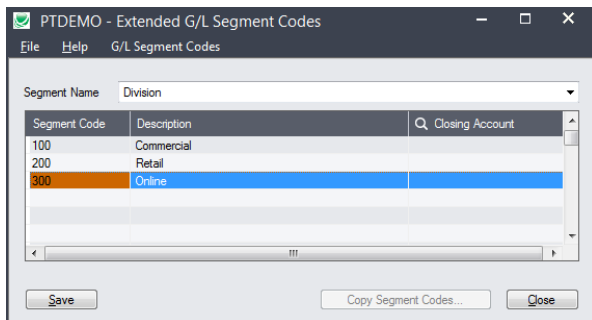 PTDEMO - Extended G/L Segment Codes
File Help G/L Segment Codes
Segment Name Division
Segment Code Description Closing Account
100 Commercial
200 Retail
300 Online
Save Copy Segment Codes... Close